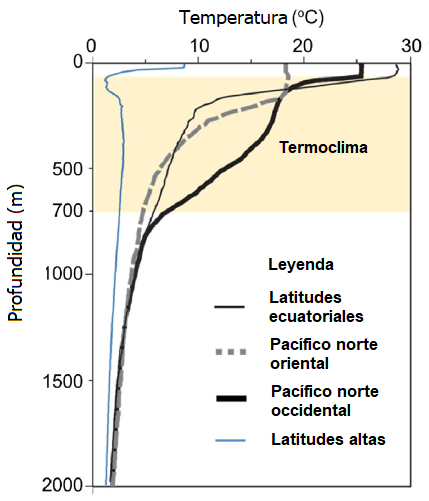 Temperatura (ºC)
0 10 20 30
0
Termoclima
500
700
Profundidad (m)
Leyenda
1000
Latitudes
ecuatoriales
Pacífico norte
oriental
1500
Pacífico norte
occidental
Latitudes altas
2000